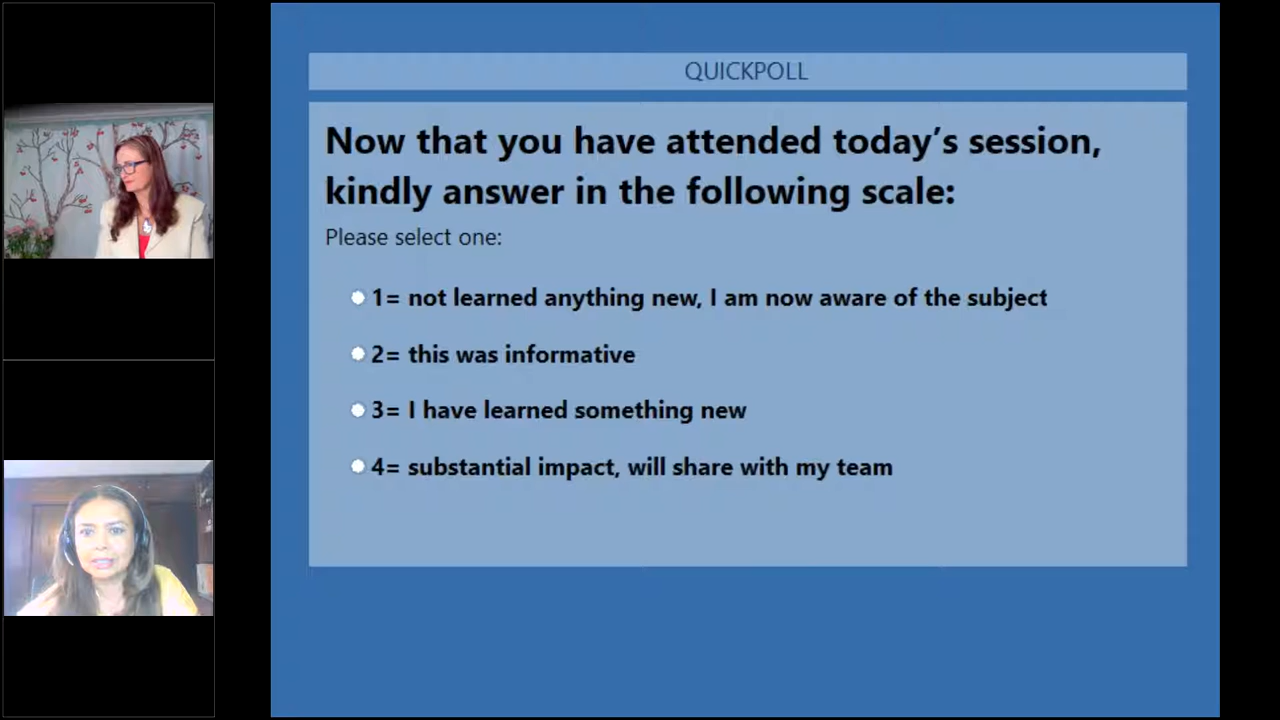 QUICKPOLL
Now that you have attended today’s session,
kindly answer in the following scale:
Please select one:
1= not learned anything new, I am now aware of the subject
2= this was informative
3= I have learned something new
4= substantial impact, will share with my team